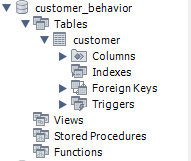 customer_behavior
Tables
customer
Columns
Indexes
Foreign Keys
Triggers
Views
Stored Procedures
Functions